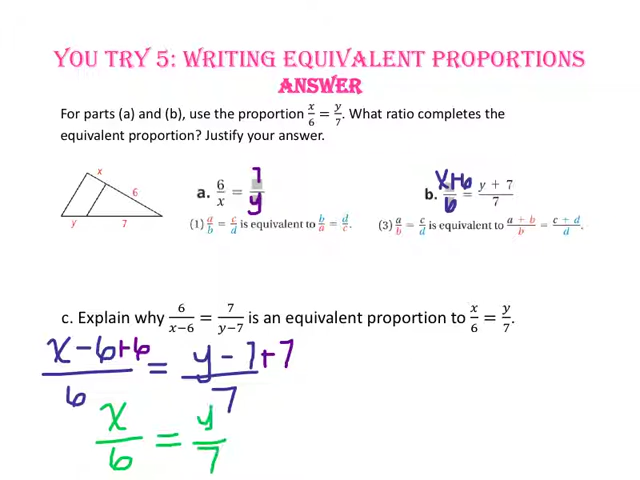 YOU TRY 5: WRITING EQUIVALENT PROPORTIONS
ANSWER
For parts (a) and (b), use the proportion x/6 = y/7. What ratio completes the
equivalent proportion? Justify your answer.
x
6
y
7
a. 6/x = 7/y
(1) a/b = c/d is equivalent to b/a = d/c.
b. x+6/6 = y + 7/7
(3) a/b = c/d is equivalent to a + b/b = c + d/d.
c. Explain why 6/x−6 = 7/y−7 is an equivalent proportion to x/6 = y/7.
x - 6+6/6 = y - 7+7/7
x/6 = y/7